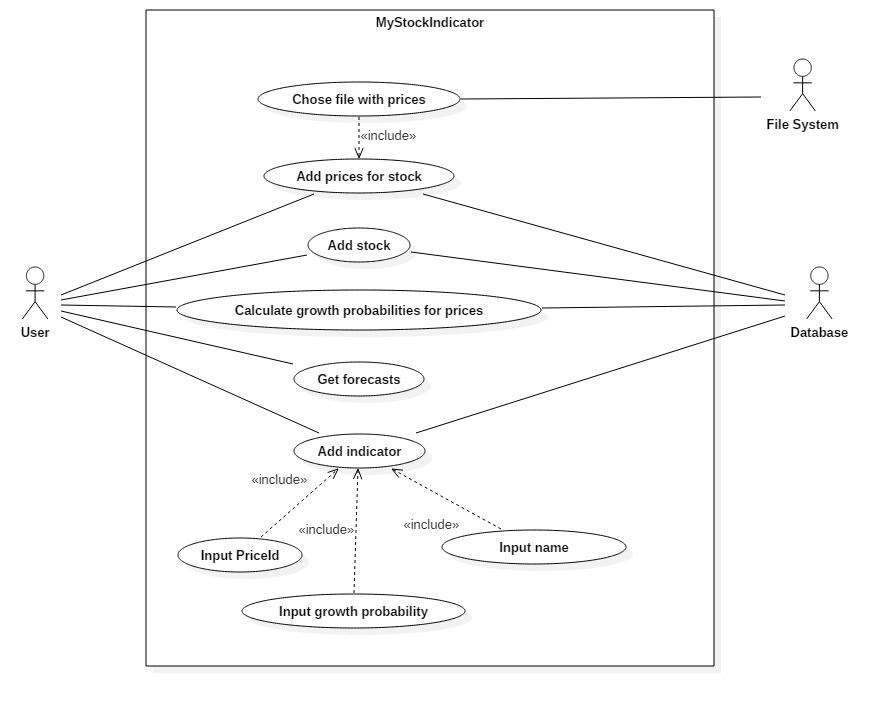 MyStockIndicator
Chose file with prices
File System
«include»
Add prices for stock
Add stock
Calculate growth probabilities for prices
User
Database
Get forecasts
Add indicator
«include»
«include»
«include»
Input name
Input PriceId
Input growth probability